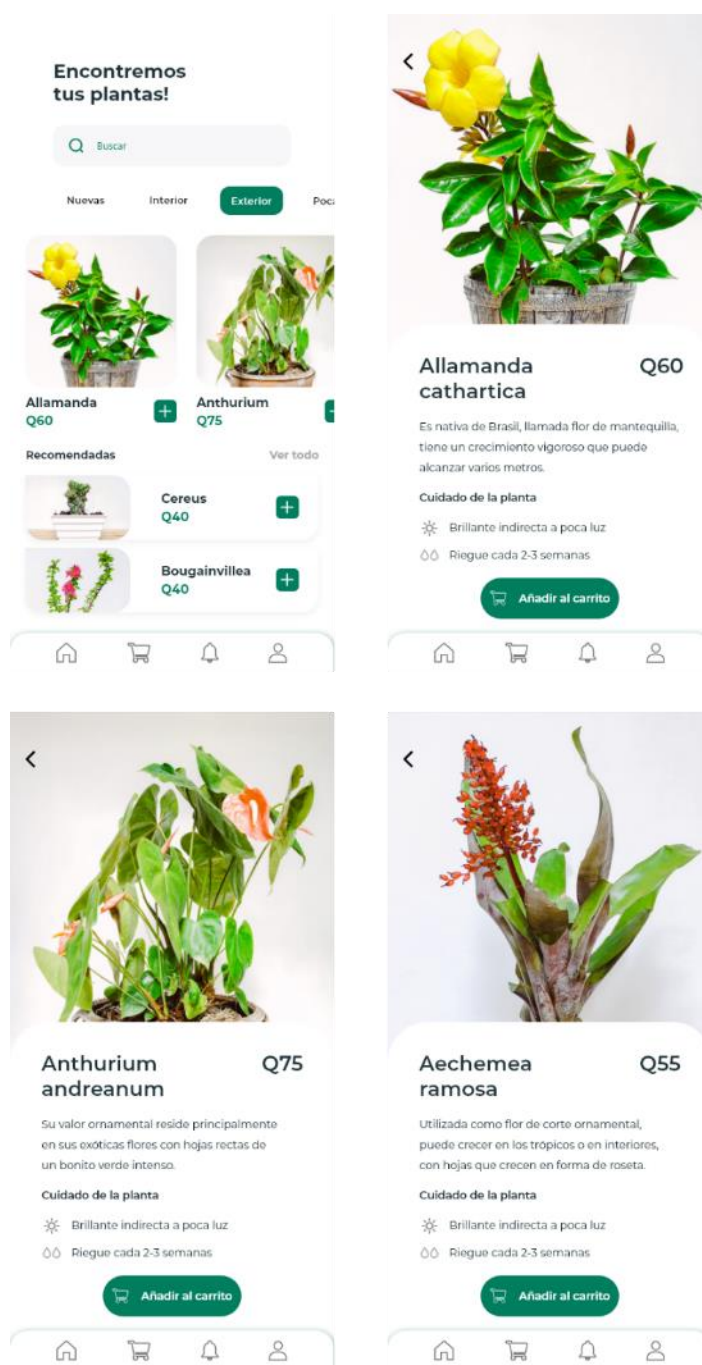 Encontremos
tus plantas!
Buscar
Nuevas Interior Exterior Poca
Allamanda Anthurium
Q60 Q75
Recomendadas Ver todo
Cereus
Q40
Bougainvillea
Q40
Allamanda Q60
cathartica
Es nativa de Brasil, llamada flor de mantequilla,
tiene un crecimiento vigoroso que puede
alcanzar varios metros.
Cuidado de la planta
Brillante indirecta a poca luz
Riegue cada 2-3 semanas
Añadir al carrito
Anthurium Q75
andreanum
Su valor ornamental reside principalmente
en sus exóticas flores con hojas rectas de
un bonito verde intenso.
Cuidado de la planta
Brillante indirecta a poca luz
Riegue cada 2-3 semanas
Añadir al carrito
Aechemea Q55
ramosa
Utilizada como flor de corte ornamental,
puede crecer en los trópicos o en interiores,
con hojas que crecen en forma de roseta.
Cuidado de la planta
Brillante indirecta a poca luz
Riegue cada 2-3 semanas
Añadir al carrito